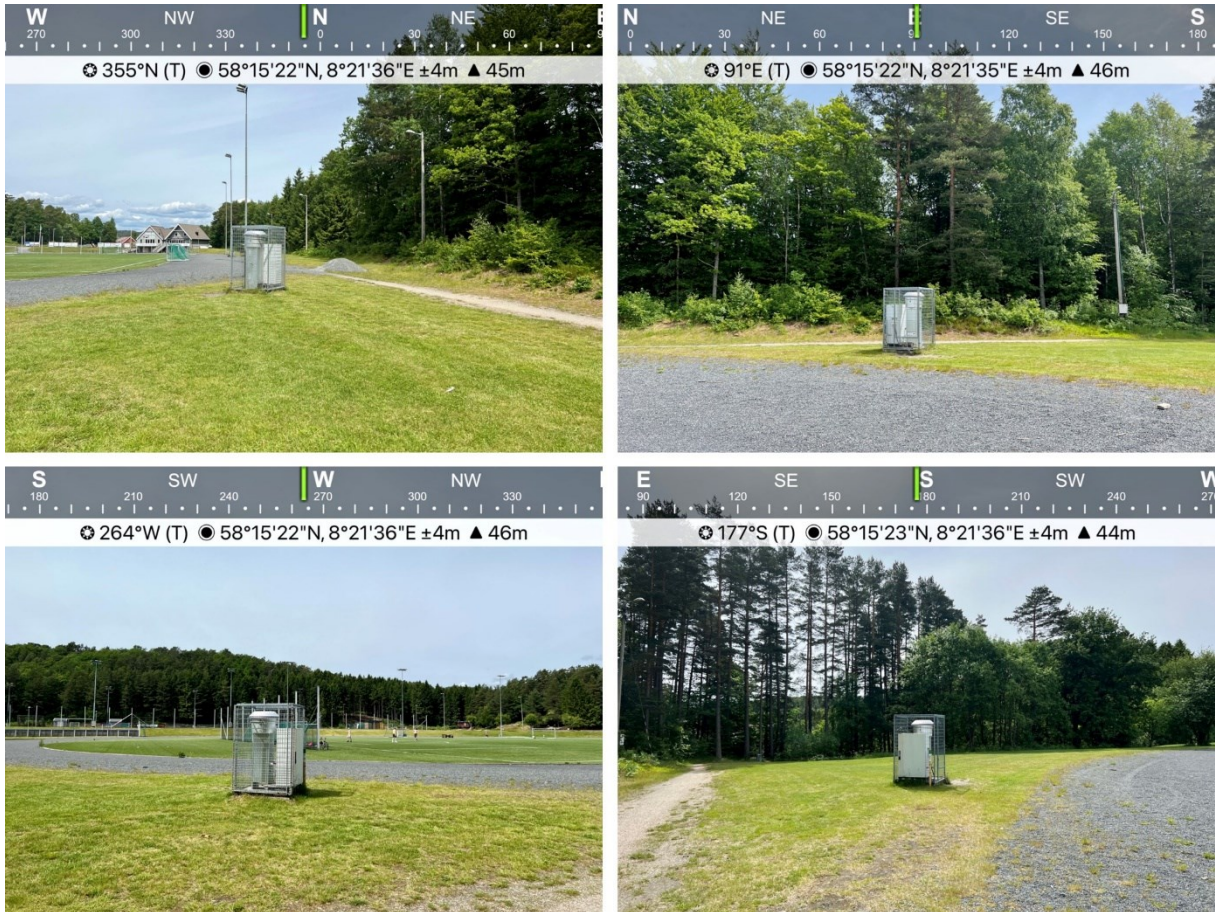 W NW N NE E
270 300 330 0 30 60
355°N (T) 58°15'22"N, 8°21'36"E ±4m ▲ 45m
N NE E SE S
0 30 60 90 120 150 180
91°E (T) 58°15'22"N, 8°21'35"E ±4m ▲ 46m
S SW W NW
180 210 240 270 300 330
264°W (T) 58°15'22"N, 8°21'36"E ±4m ▲ 46m
E SE S SW W
90 120 150 180 210 240 270
177°S (T) 58°15'23"N, 8°21'36"E ±4m ▲ 44m